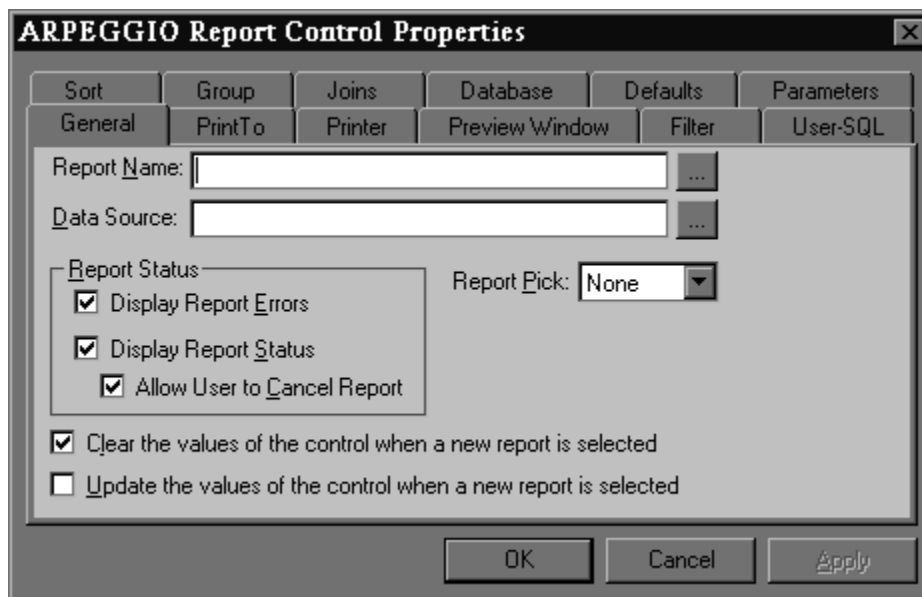 ARPEGGIO Report Control Properties
Sort Group Joins Database Defaults Parameters
General PrintTo Printer Preview Window Filter User-SQL
Report Name: ...
Data Source: ...
Report Status
Report Pick: None
Display Report Errors
Display Report Status
Allow User to Cancel Report
Clear the values of the control when a new report is selected
Update the values of the control when a new report is selected
OK Cancel Apply